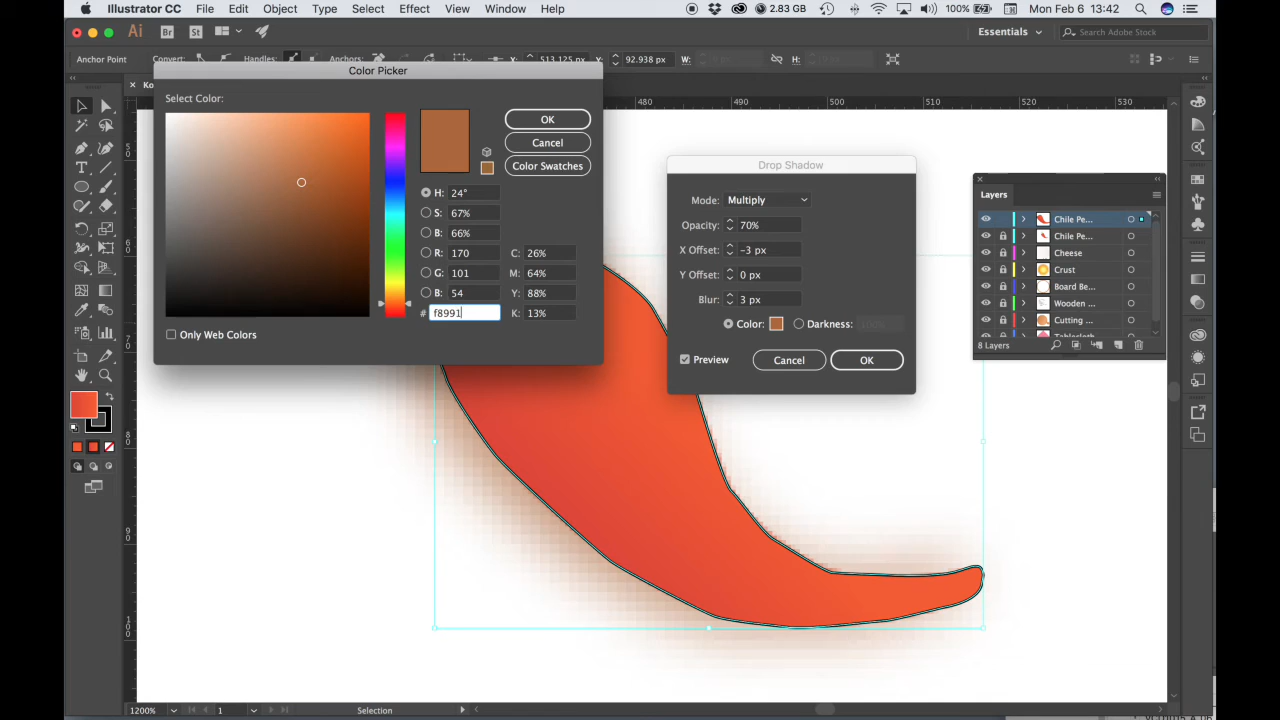 Illustrator CC File Edit Object Type Select Effect View Window Help 2.83 GB 100% Mon Feb 6 13:42
Ai Br St Essentials Search Adobe Stock
Anchor Point Convert: Handles: Anchors: X: 513.125 px Y: 92.938 px W: H:
Color Picker
Ko
480 490 500 510 520 530
Select Color:
OK
Cancel
Color Swatches
H: 24°
S: 67%
B: 66%
R: 170 C: 26%
G: 101 M: 64%
B: 54 Y: 88%
# f8991 K: 13%
Only Web Colors
Drop Shadow
Mode: Multiply
Opacity: 70%
X Offset: −3 px
Y Offset: 0 px
Blur: 3 px
Color: Darkness: 100%
Preview Cancel OK
Layers
Chile Pe...
Chile Pe...
Cheese
Crust
Board Be...
Wooden ...
Cutting ...
8 Layers
1200% 1 Selection